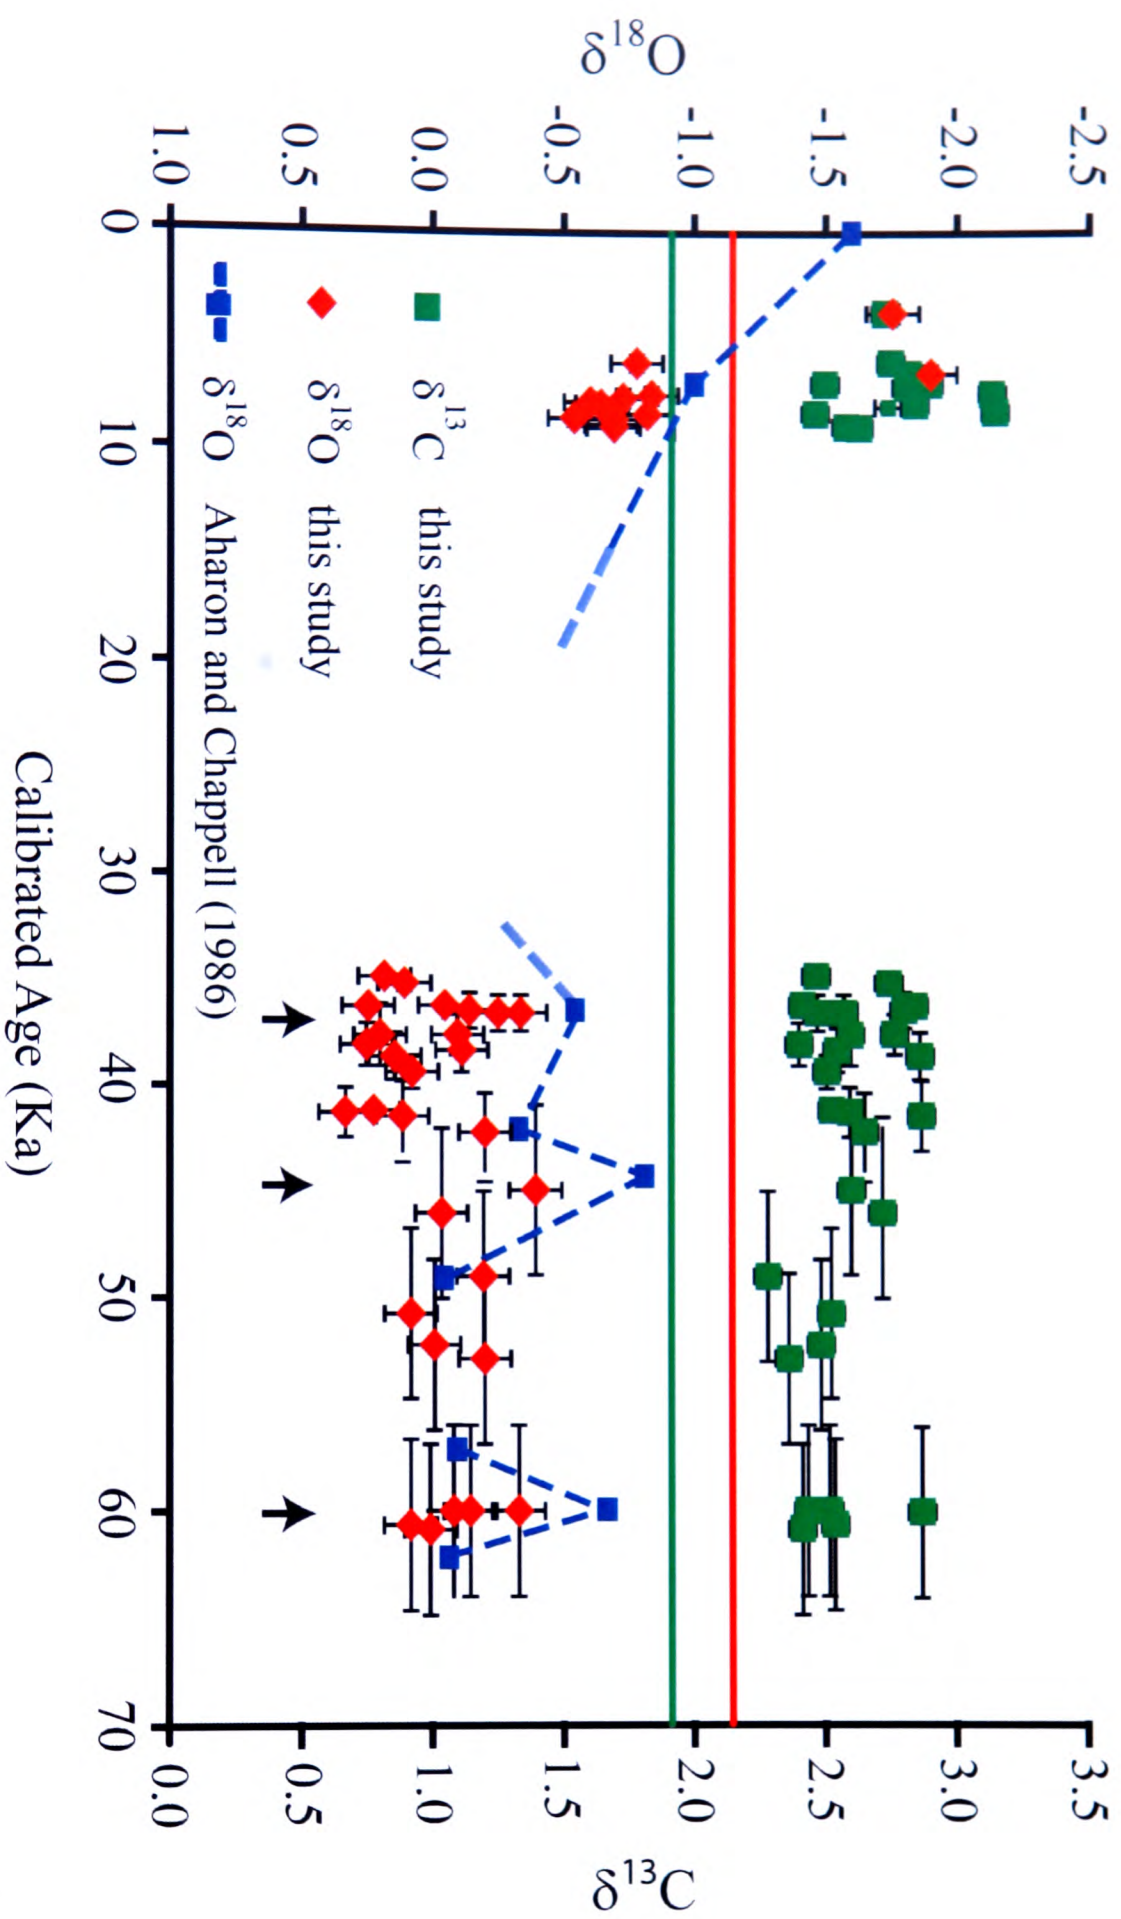 δ18O
-2.5
-2.0
-1.5
-1.0
-0.5
0.0
0.5
1.0
3.5
3.0
2.5
2.0
1.5
1.0
0.5
0.0
δ13C
δ13C this study
δ18O this study
δ18O Aharon and Chappell (1986)
0 10 20 30 40 50 60 70
Calibrated Age (Ka)